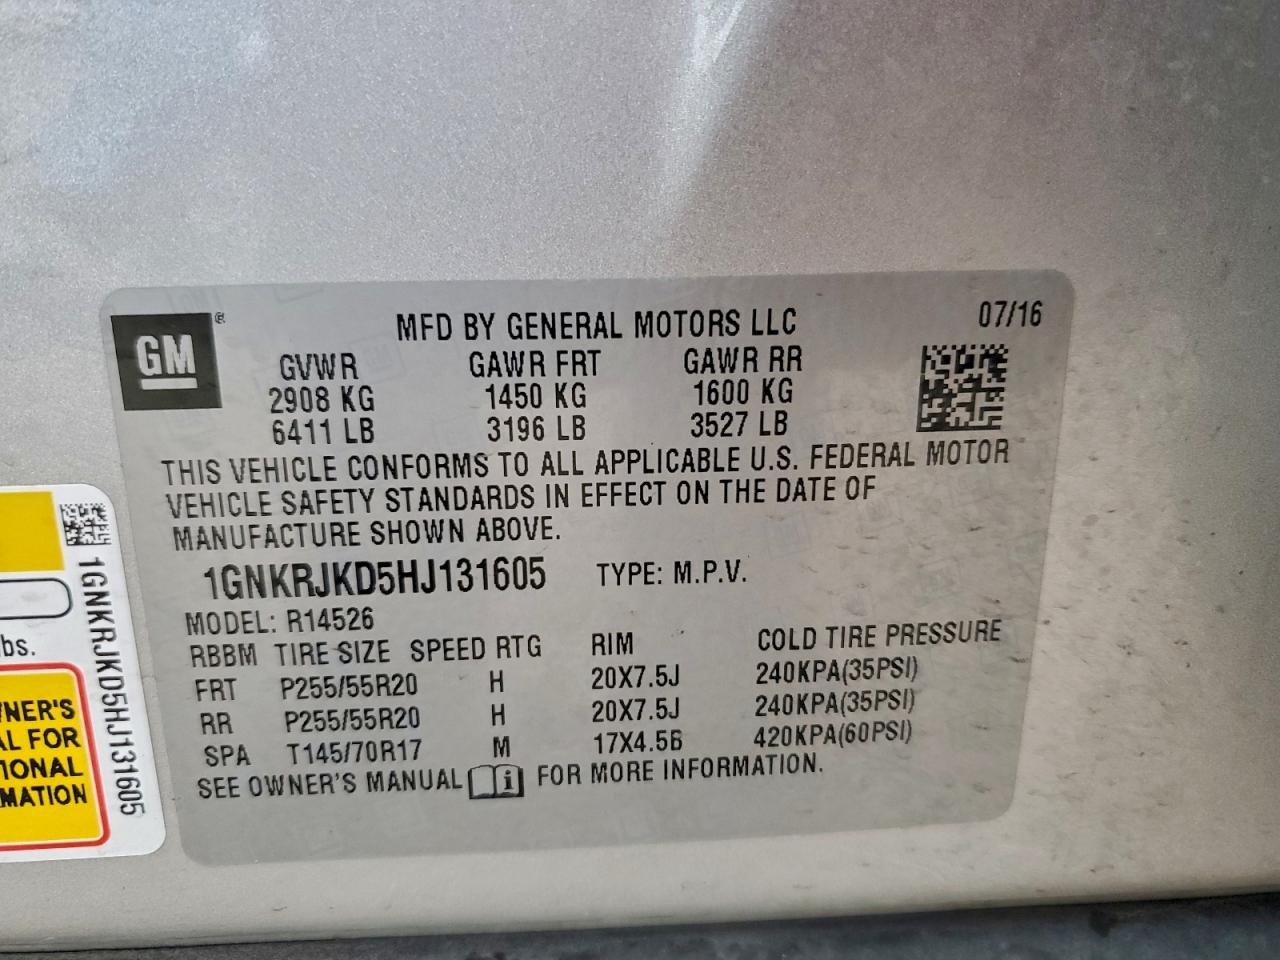 GM
®
MFD BY GENERAL MOTORS LLC
07/16
GVWR GAWR FRT GAWR RR
2908 KG 1450 KG 1600 KG
6411 LB 3196 LB 3527 LB
THIS VEHICLE CONFORMS TO ALL APPLICABLE U.S. FEDERAL MOTOR
VEHICLE SAFETY STANDARDS IN EFFECT ON THE DATE OF
MANUFACTURE SHOWN ABOVE.
1GNKRJKD5HJ131605 TYPE: M.P.V.
MODEL: R14526
RBBM TIRE SIZE SPEED RTG RIM COLD TIRE PRESSURE
FRT P255/55R20 H 20X7.5J 240KPA(35PSI)
RR P255/55R20 H 20X7.5J 240KPA(35PSI)
SPA T145/70R17 M 17X4.5B 420KPA(60PSI)
SEE OWNER'S MANUAL i FOR MORE INFORMATION.
1GNKRJKD5HJ131605
bs.
NER'S
AL FOR
IONAL
MATION